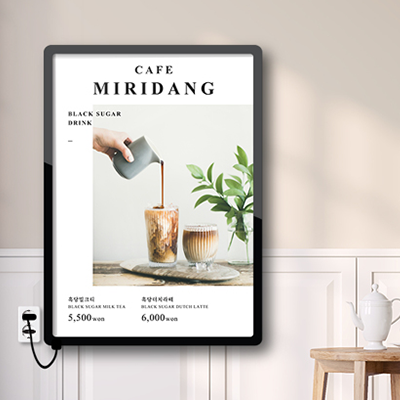 CAFE
MIRIDANG
BLACK SUGAR
DRINK
흑당밀크티
BLACK SUGAR MILK TEA
5,500won
흑당더치라떼
BLACK SUGAR DUTCH LATTE
6,000won